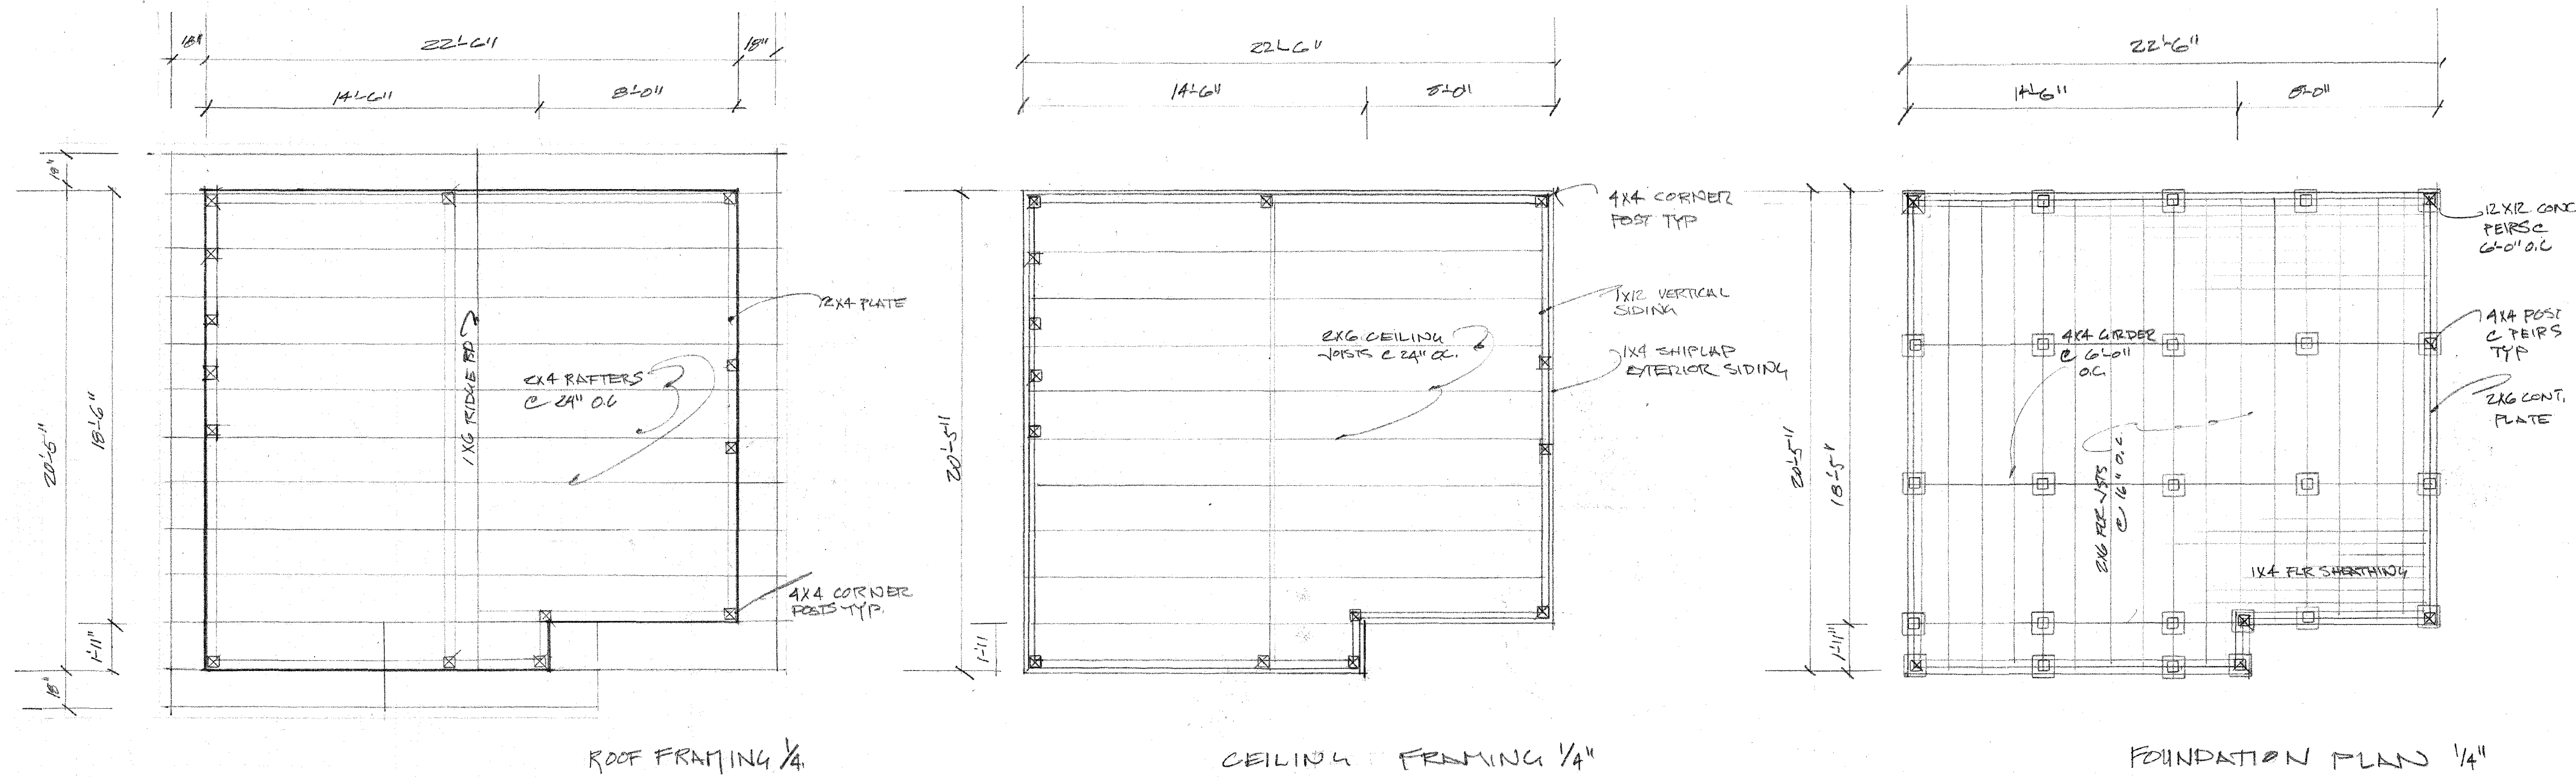 18"
22'-6"
18"
14'-6"
8'-0"
18"
20'-5"
18'-6"
1'-11"
18"
1X6 RIDGE BD
2X4 RAFTERS
@ 24" O.C
2X4 PLATE
4X4 CORNER
POSTS TYP.
ROOF FRAMING 1/4
22'-6"
14'-6"
8'-0"
20'-5"
1'-11
2X6 CEILING
JOISTS @ 24" O.C.
4X4 CORNER
POST TYP
1X12 VERTICAL
SIDING
1X4 SHIPLAP
EXTERIOR SIDING
CEILING FRAMING 1/4"
22'-6"
14'-6"
8'-0"
20'-5"
18'-5"
1'-11"
4X4 GIRDER
@ 6'-0"
O.C.
2X6 FLR JSTS
@ 16" O.C.
1X4 FLR SHEATHING
12X12 CONC
PEIRS @
6'-0" O.C
4X4 POST
@ PEIRS
TYP
2X6 CONT.
PLATE
FOUNDATION PLAN 1/4"